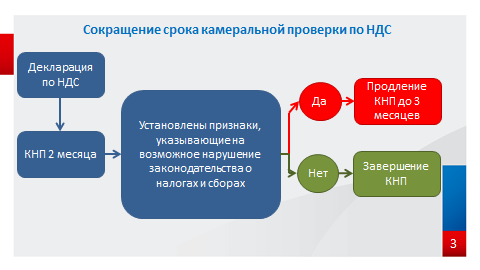 Сокращение срока камеральной проверки по НДС
Декларация
по НДС
КНП 2 месяца
Установлены признаки,
указывающие на
возможное нарушение
законодательства о
налогах и сборах
Да
Продление
КНП до 3
месяцев
Нет
Завершение
КНП
3